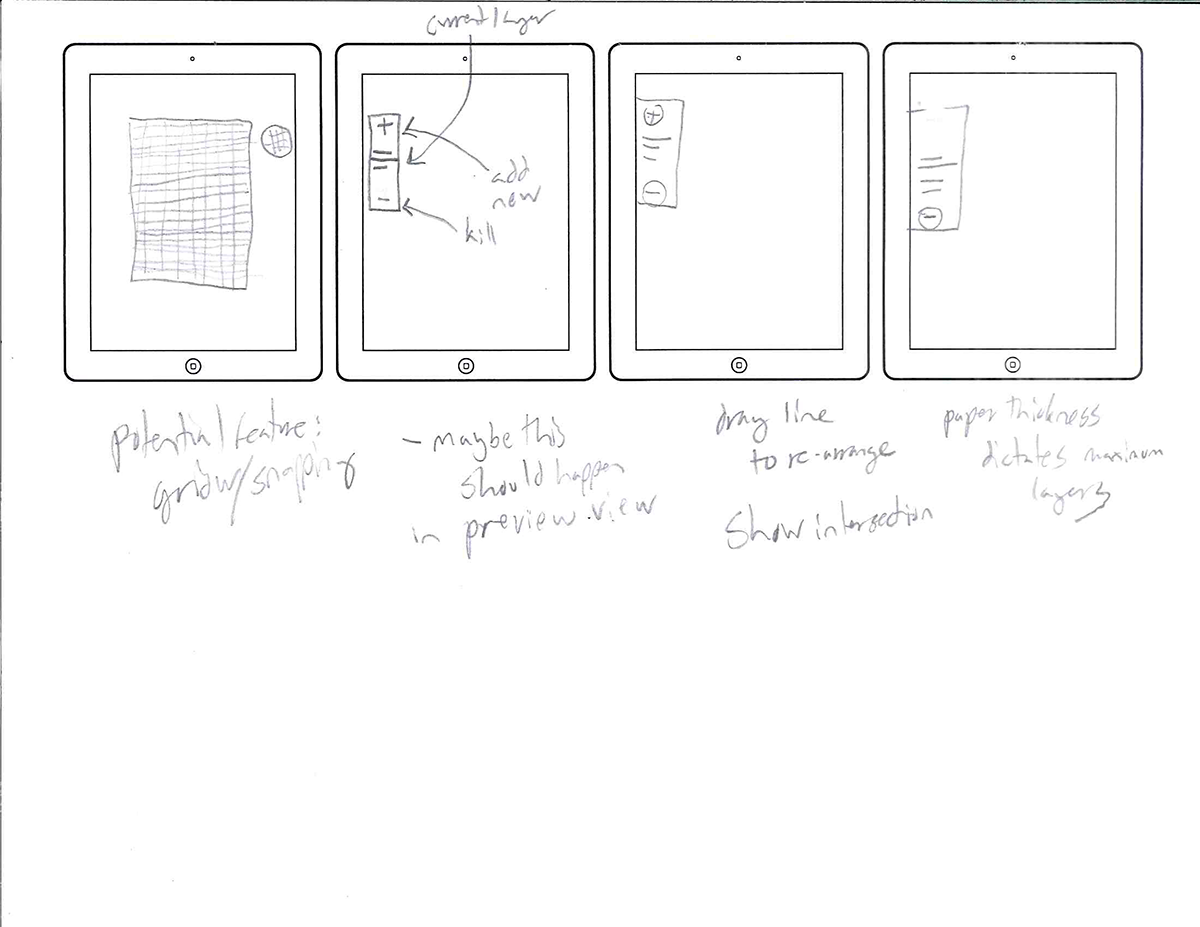 current layer
+
add
new
-
kill
+
-
-
potential feature:
grid w/ snapping
- maybe this
should happen
in preview view
drag line
to re-arrange
show intersection
paper thickness
dictates maximum
layers